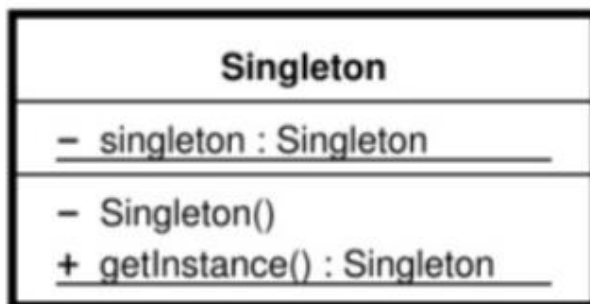 Singleton
– singleton : Singleton
– Singleton()
+ getInstance() : Singleton